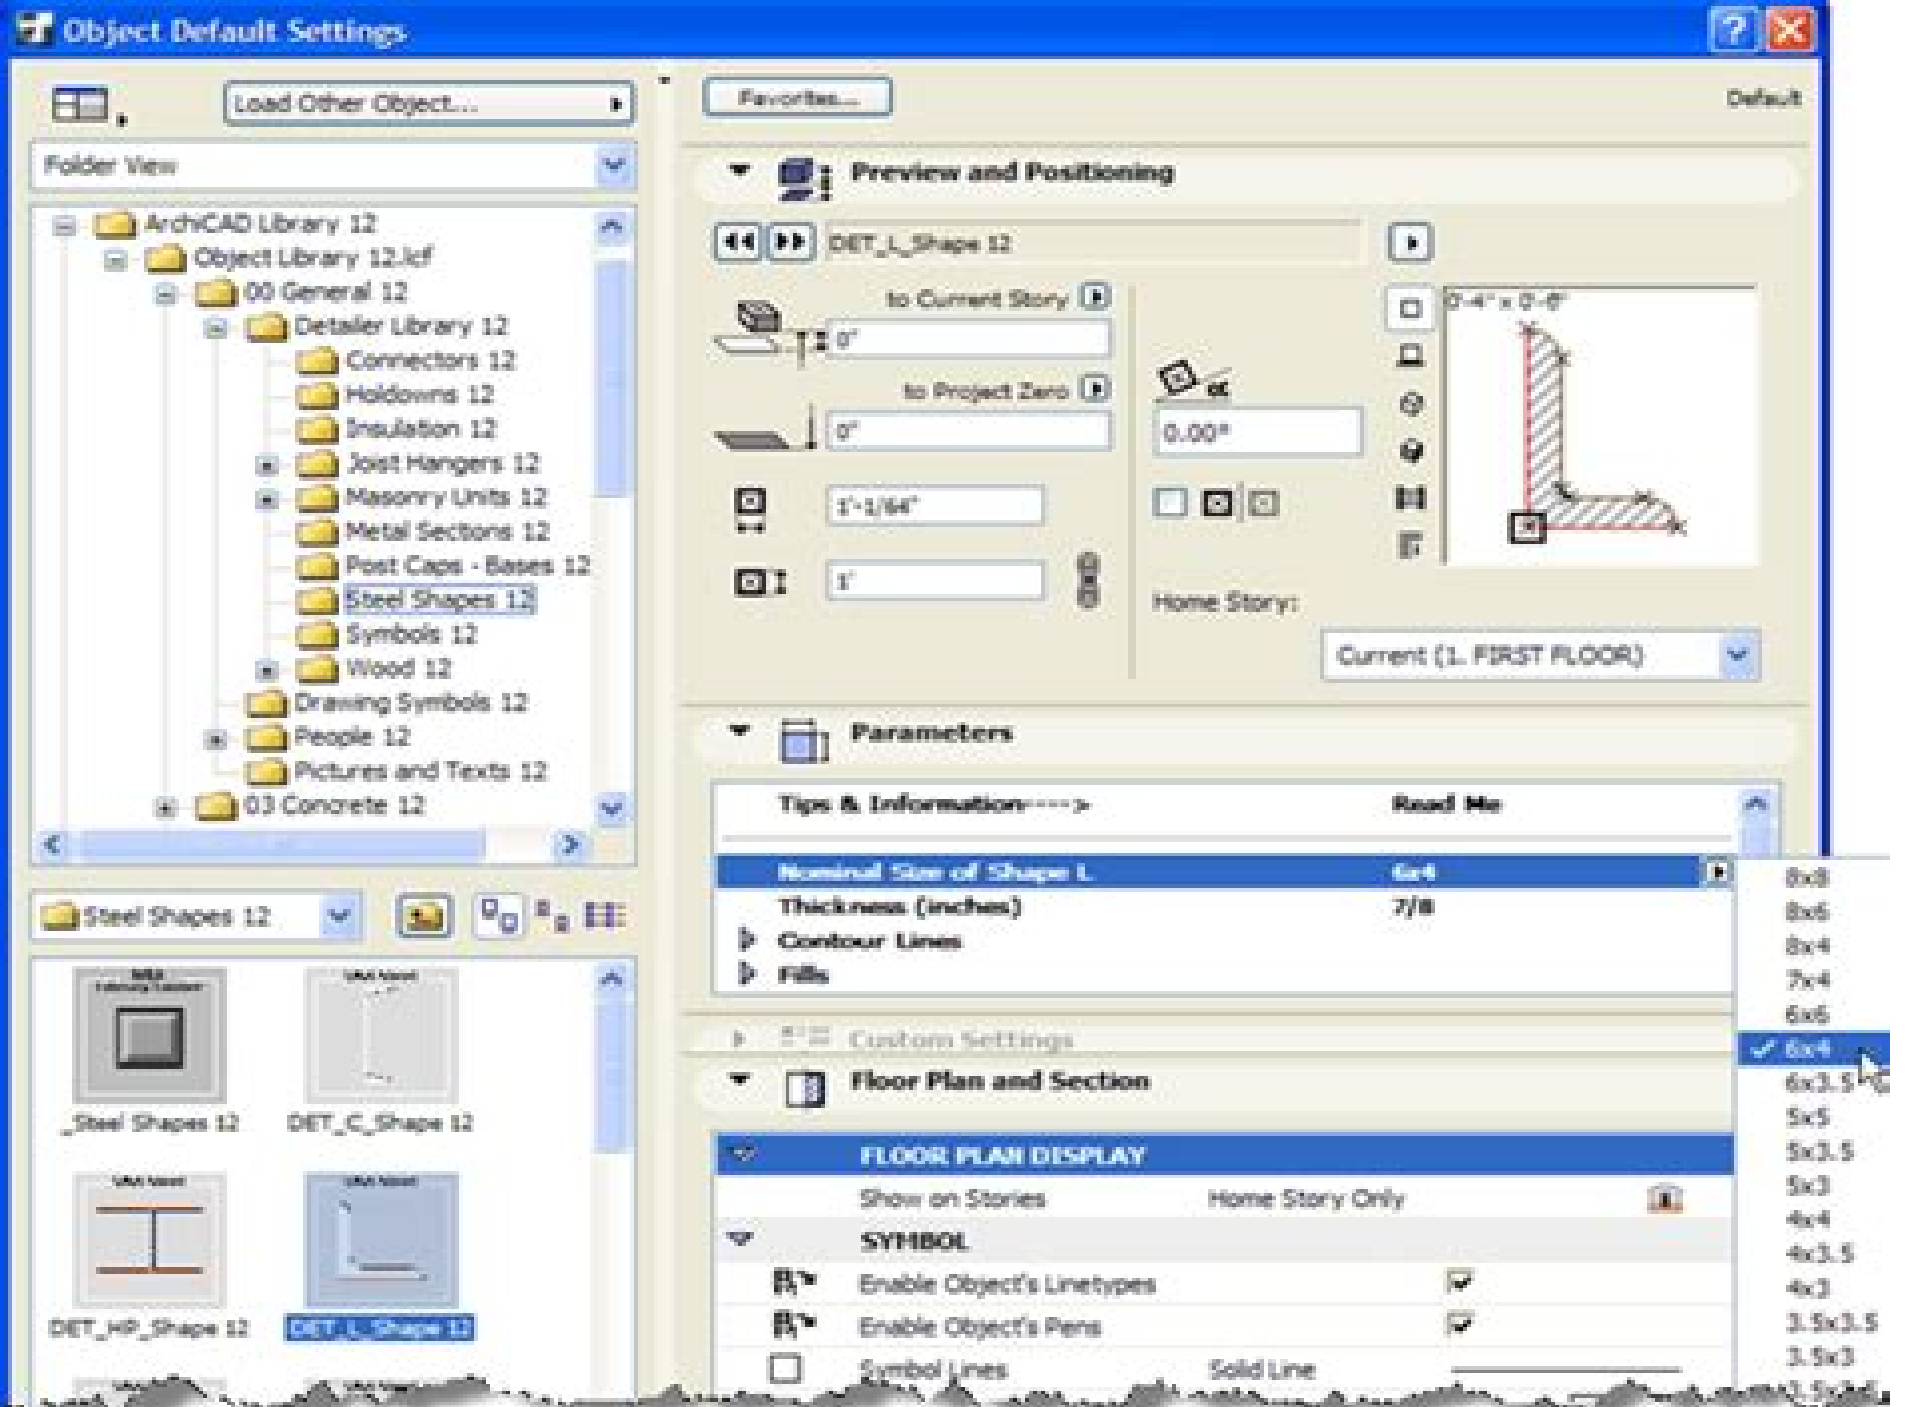 Object Default Settings
Load Other Object...
Folder View
ArchiCAD Library 12
Object Library 12.lcf
00 General 12
Detailer Library 12
Connectors 12
Holdowns 12
Insulation 12
Joist Hangers 12
Masonry Units 12
Metal Sections 12
Post Caps - Bases 12
Steel Shapes 12
Symbols 12
Wood 12
Drawing Symbols 12
People 12
Pictures and Texts 12
03 Concrete 12
Steel Shapes 12
_Steel Shapes 12
DET_C_Shape 12
DET_HP_Shape 12
DET_L_Shape 12
Favorites...
Default
Preview and Positioning
DET_L_Shape 12
to Current Story
0"
to Project Zero
0"
1'-1/64"
1'
α
0.00°
Home Story:
Current (1. FIRST FLOOR)
Parameters
Tips & Information---->
Read Me
Nominal Size of Shape L
6x4
Thickness (inches)
7/8
Contour Lines
Fills
Custom Settings
Floor Plan and Section
FLOOR PLAN DISPLAY
Show on Stories
Home Story Only
SYMBOL
Enable Object's Linetypes
Enable Object's Pens
Symbol Lines
Solid Line
8x8
8x6
8x4
7x4
6x6
6x4
6x3.5
5x5
5x3.5
5x3
4x4
4x3.5
4x3
3.5x3.5
3.5x3